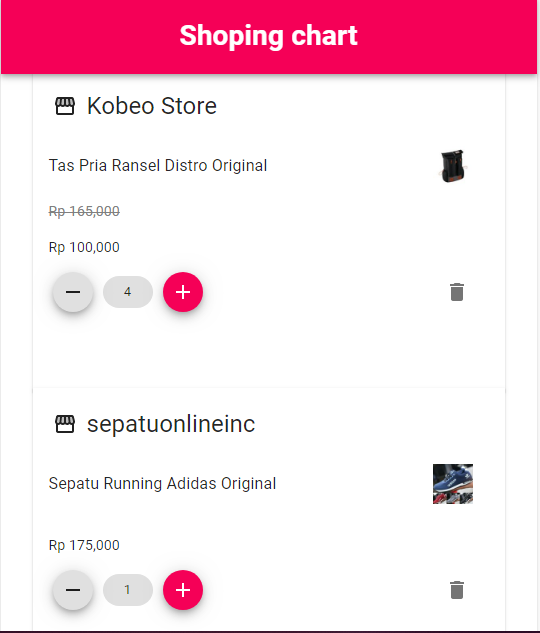 Shoping chart
Kobeo Store
Tas Pria Ransel Distro Original
Rp 165,000
Rp 100,000
4
sepatuonlineinc
Sepatu Running Adidas Original
Rp 175,000
1